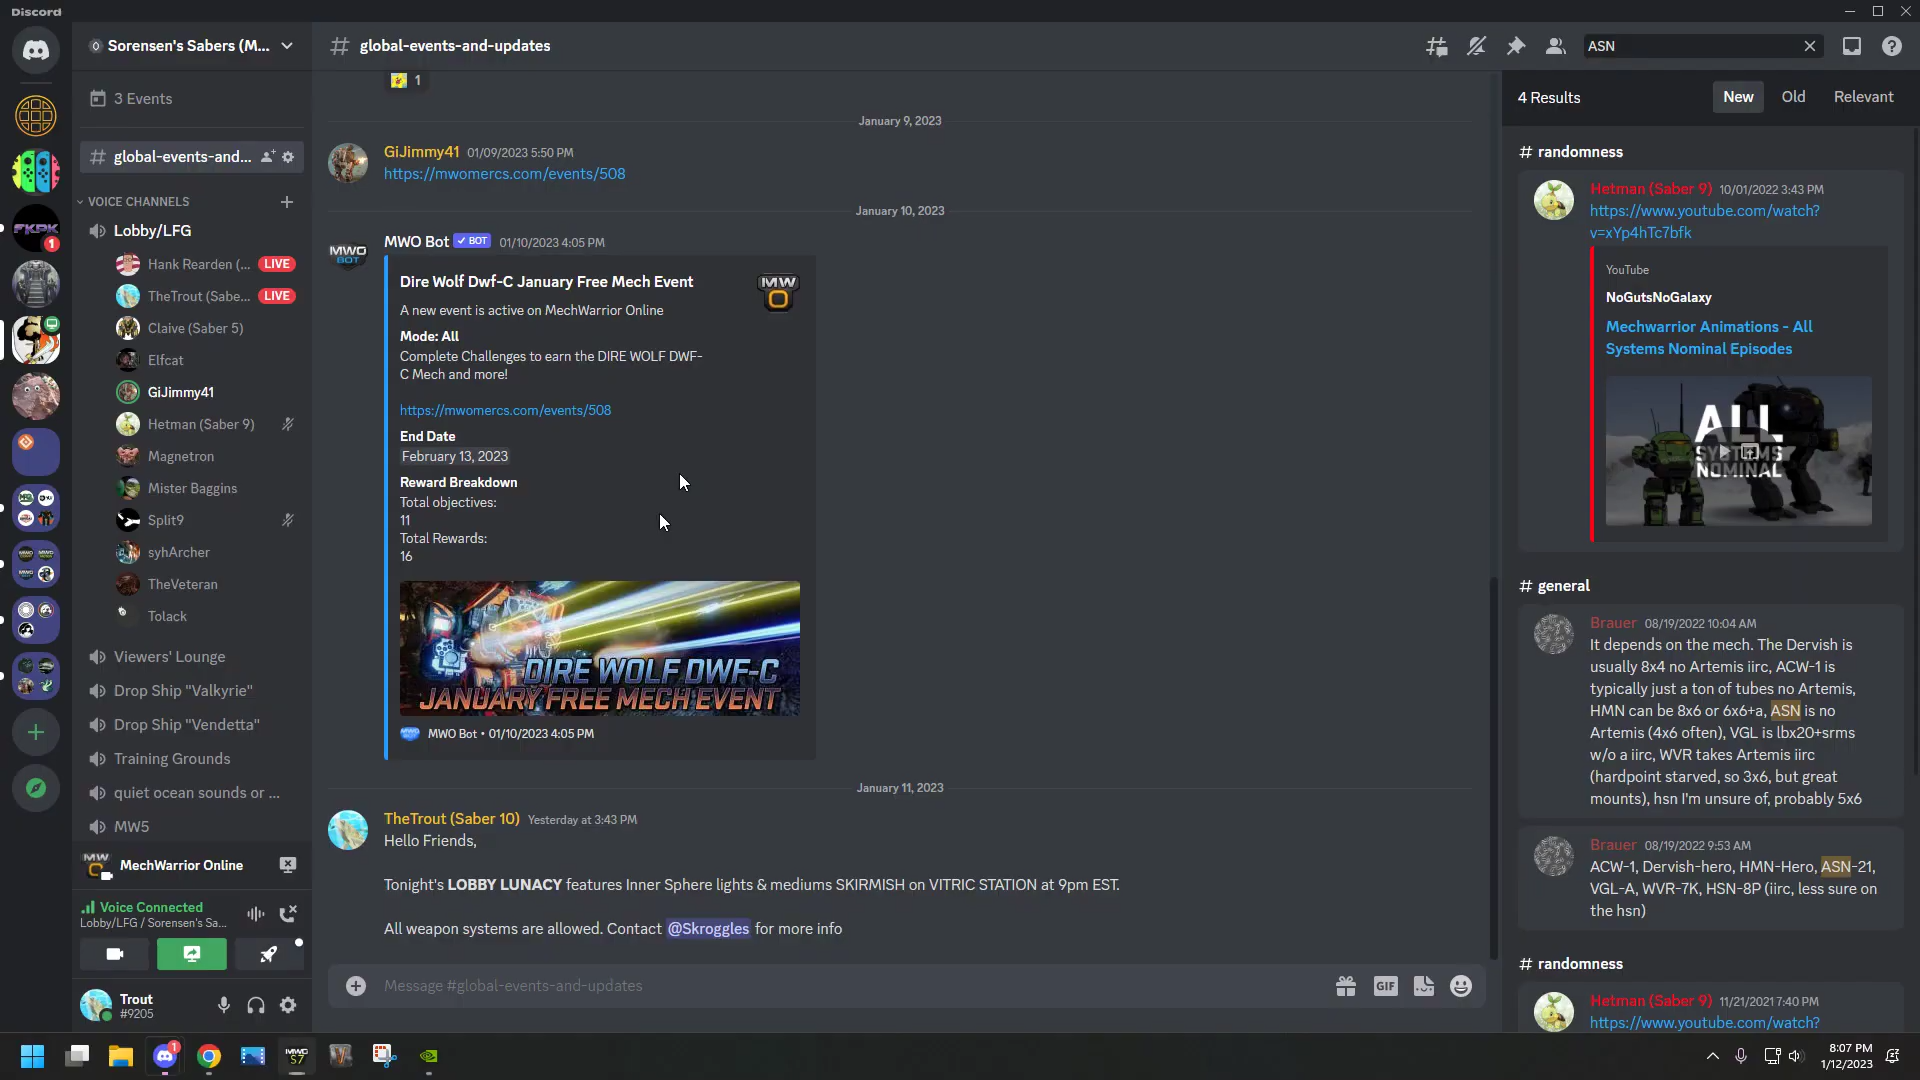 Discord
Sorensen's Sabers (M...
3 Events
global-events-and...
VOICE CHANNELS
Lobby/LFG
Hank Rearden (...
LIVE
TheTrout (Sabe...
LIVE
Claive (Saber 5)
Elfcat
GiJimmy41
Hetman (Saber 9)
Magnetron
Mister Baggins
Split9
syhArcher
TheVeteran
Tolack
Viewers' Lounge
Drop Ship "Valkyrie"
Drop Ship "Vendetta"
Training Grounds
quiet ocean sounds or ...
MW5
MechWarrior Online
Voice Connected
Lobby/LFG / Sorensen's Sa...
Trout
#9205
FKPK
1
# global-events-and-updates
1
January 9, 2023
GiJimmy41 01/09/2023 5:50 PM
https://mwomercs.com/events/508
January 10, 2023
MWO
BOT
MWO Bot ✓ BOT 01/10/2023 4:05 PM
Dire Wolf Dwf-C January Free Mech Event
MW
O
A new event is active on MechWarrior Online
Mode: All
Complete Challenges to earn the DIRE WOLF DWF-
C Mech and more!
https://mwomercs.com/events/508
End Date
February 13, 2023
Reward Breakdown
Total objectives:
11
Total Rewards:
16
DIRE WOLF DWF-C
JANUARY FREE MECH EVENT
MWO Bot • 01/10/2023 4:05 PM
January 11, 2023
TheTrout (Saber 10) Yesterday at 3:43 PM
Hello Friends,
Tonight's LOBBY LUNACY features Inner Sphere lights & mediums SKIRMISH on VITRIC STATION at 9pm EST.
All weapon systems are allowed. Contact @Skroggles for more info
Message #global-events-and-updates
GIF
ASN
4 Results
New
Old
Relevant
# randomness
Hetman (Saber 9) 10/01/2022 3:43 PM
https://www.youtube.com/watch?
v=xYp4hTc7bfk
YouTube
NoGutsNoGalaxy
Mechwarrior Animations - All
Systems Nominal Episodes
ALL
SYSTEMS
NOMINAL
# general
Brauer 08/19/2022 10:04 AM
It depends on the mech. The Dervish is
usually 8x4 no Artemis iirc, ACW-1 is
typically just a ton of tubes no Artemis,
HMN can be 8x6 or 6x6+a, ASN is no
Artemis (4x6 often), VGL is lbx20+srms
w/o a iirc, WVR takes Artemis iirc
(hardpoint starved, so 3x6, but great
mounts), hsn I'm unsure of, probably 5x6
Brauer 08/19/2022 9:53 AM
ACW-1, Dervish-hero, HMN-Hero, ASN-21,
VGL-A, WVR-7K, HSN-8P (iirc, less sure on
the hsn)
# randomness
Hetman (Saber 9) 11/21/2021 7:40 PM
https://www.youtube.com/watch?
1
8:07 PM
1/12/2023